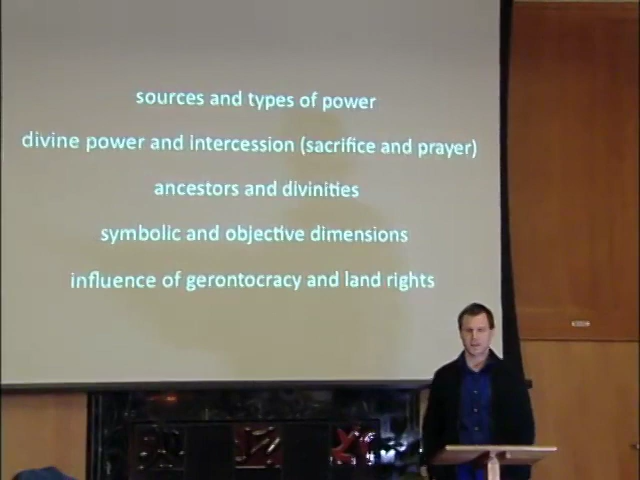 sources and types of power
divine power and intercession (sacrifice and prayer)
ancestors and divinities
symbolic and objective dimensions
influence of gerontocracy and land rights